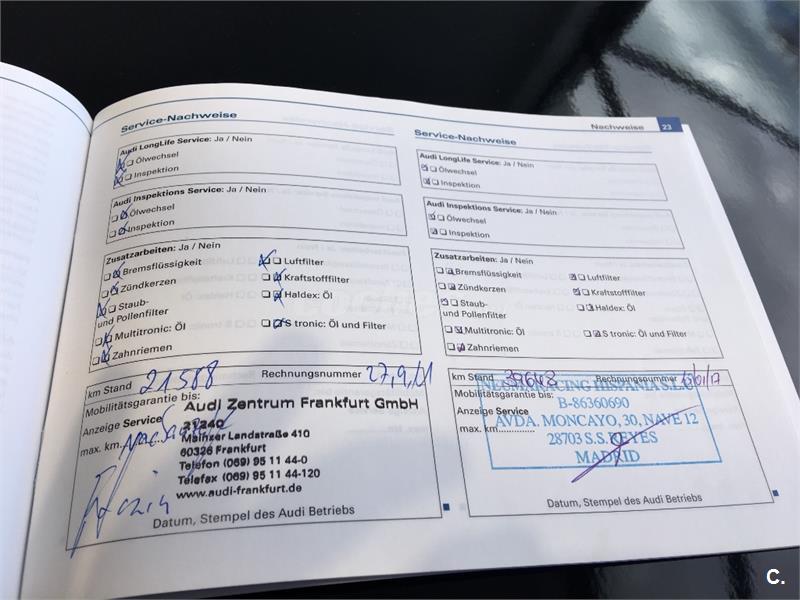 Nachweise 23
Service-Nachweise
Audi LongLife Service: Ja / Nein
Ölwechsel
Inspektion
Audi Inspektions Service: Ja / Nein
Ölwechsel
Inspektion
Zusatzarbeiten: Ja / Nein
Bremsflüssigkeit
Zündkerzen
Staub-
und Pollenfilter
Multitronic: Öl
Zahnriemen
Luftfilter
Kraftstofffilter
Haldex: Öl
S tronic: Öl und Filter
km Stand 21588 Rechnungsnummer
Mobilitätsgarantie bis:
Anzeige Service
max. km
Audi Zentrum Frankfurt GmbH
21240
Mainzer Landstraße 410
60326 Frankfurt
Telefon (069) 95 11 44-0
Telefax (069) 95 11 44-120
www.audi-frankfurt.de
Datum, Stempel des Audi Betriebs
Service-Nachweise
Audi LongLife Service: Ja / Nein
Ölwechsel
Inspektion
Audi Inspektions Service: Ja / Nein
Ölwechsel
Inspektion
Zusatzarbeiten: Ja / Nein
Bremsflüssigkeit
Zündkerzen
Staub-
und Pollenfilter
Multitronic: Öl
Zahnriemen
Luftfilter
Kraftstofffilter
Haldex: Öl
S tronic: Öl und Filter
km Stand Rechnungsnummer
Mobilitätsgarantie bis:
Anzeige Service
max. km
RACING HISPANIA S.L.U
B-86360690
AVDA. MONCAYO, 30, NAVE 12
28703 S.S. REYES
MADRID
Datum, Stempel des Audi Betriebs
C.